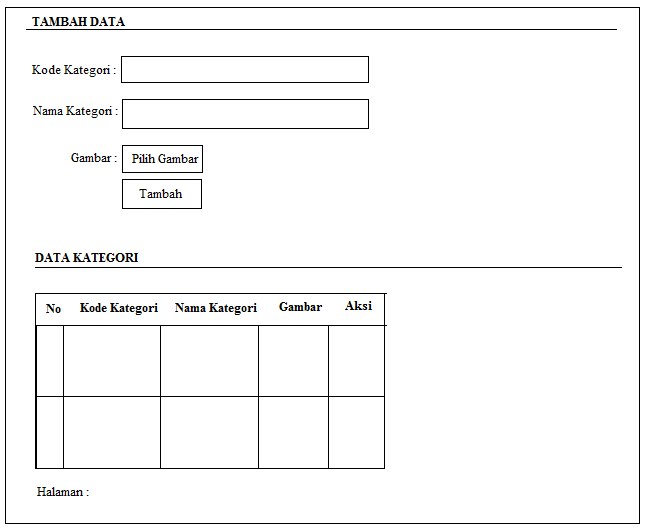 TAMBAH DATA
Kode Kategori :
Nama Kategori :
Gambar : Pilih Gambar
Tambah
DATA KATEGORI
No Kode Kategori Nama Kategori Gambar Aksi
Halaman :